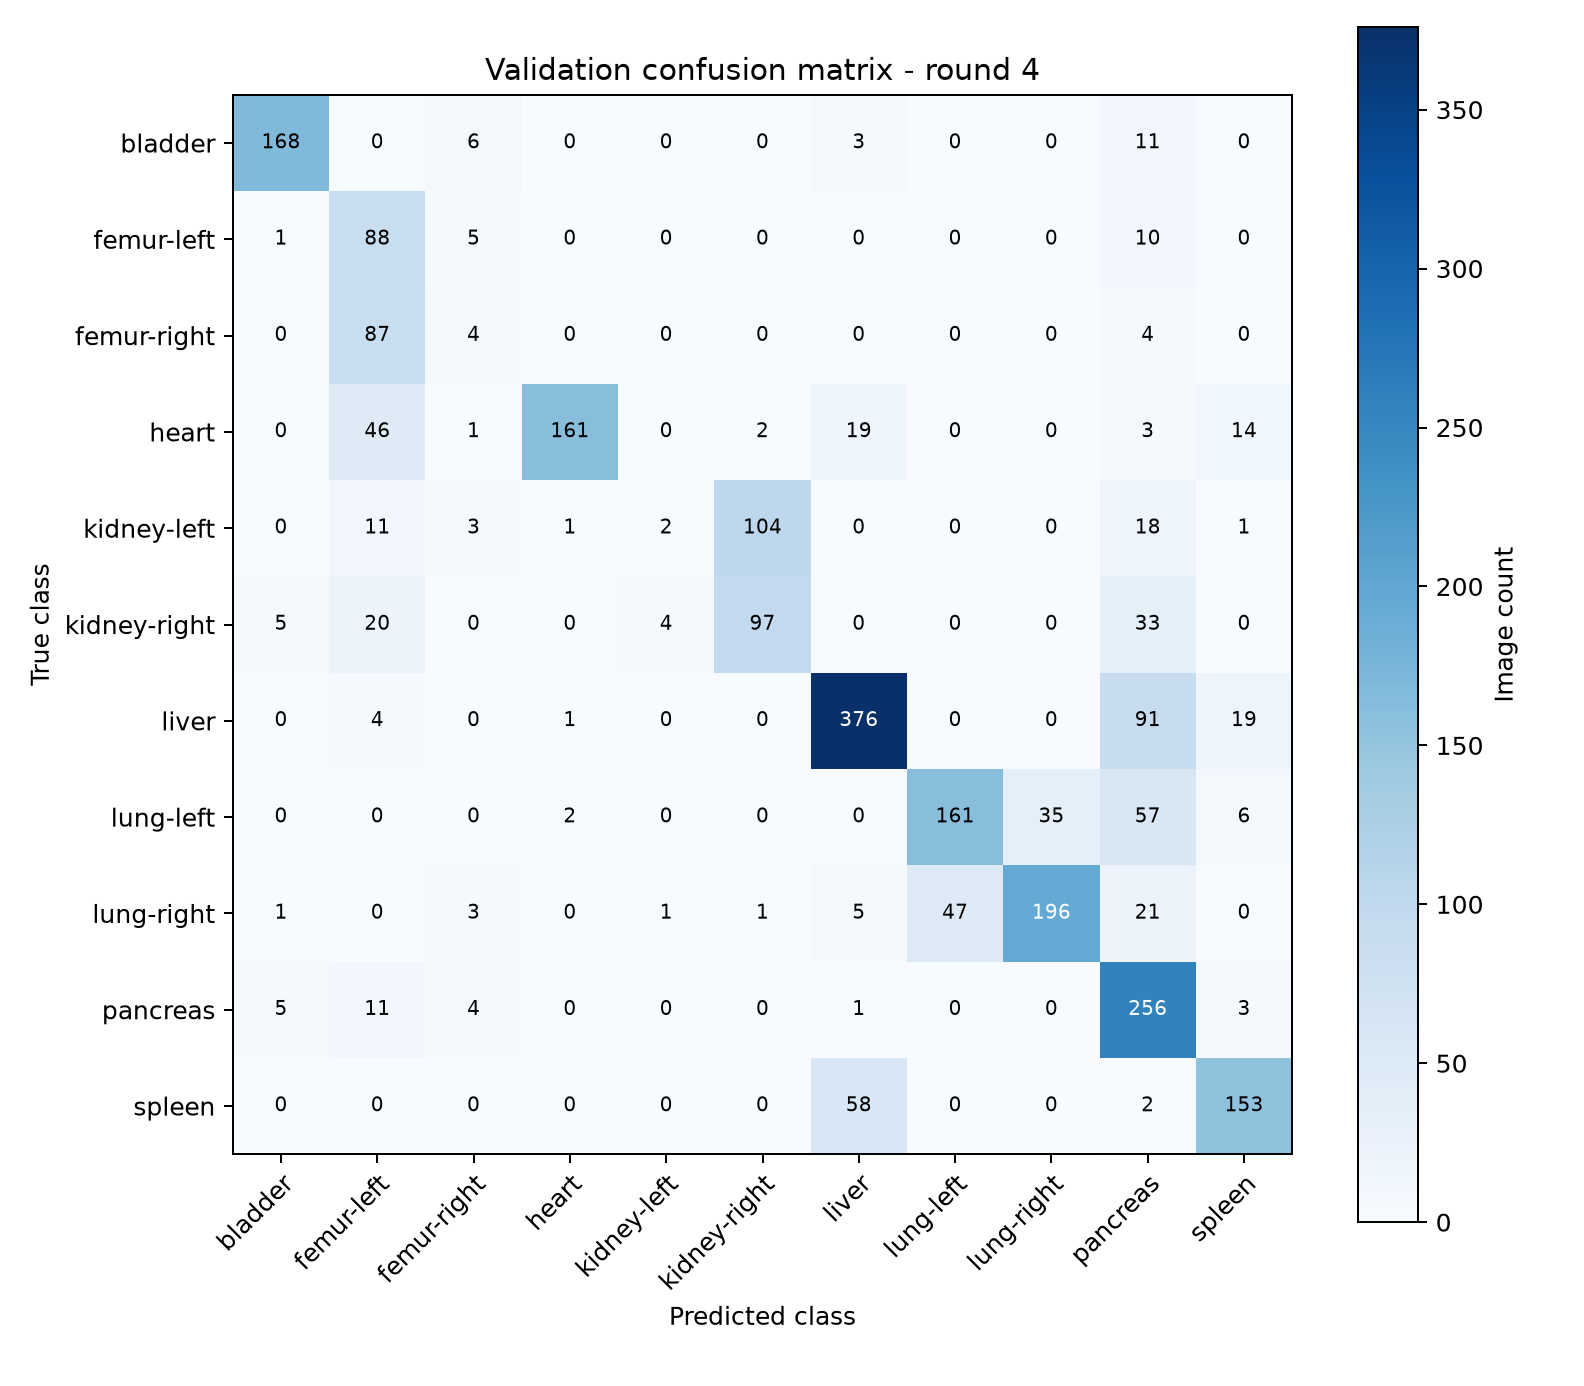 Validation confusion matrix - round 4
bladder 168 0 6 0 0 0 3 0 0 11 0
femur-left 1 88 5 0 0 0 0 0 0 10 0
femur-right 0 87 4 0 0 0 0 0 0 4 0
heart 0 46 1 161 0 2 19 0 0 3 14
kidney-left 0 11 3 1 2 104 0 0 0 18 1
kidney-right 5 20 0 0 4 97 0 0 0 33 0
liver 0 4 0 1 0 0 376 0 0 91 19
lung-left 0 0 0 2 0 0 0 161 35 57 6
lung-right 1 0 3 0 1 1 5 47 196 21 0
pancreas 5 11 4 0 0 0 1 0 0 256 3
spleen 0 0 0 0 0 0 58 0 0 2 153
bladder femur-left femur-right heart kidney-left kidney-right liver lung-left lung-right pancreas spleen
Predicted class
True class
350
300
250
200
150
100
50
0
Image count